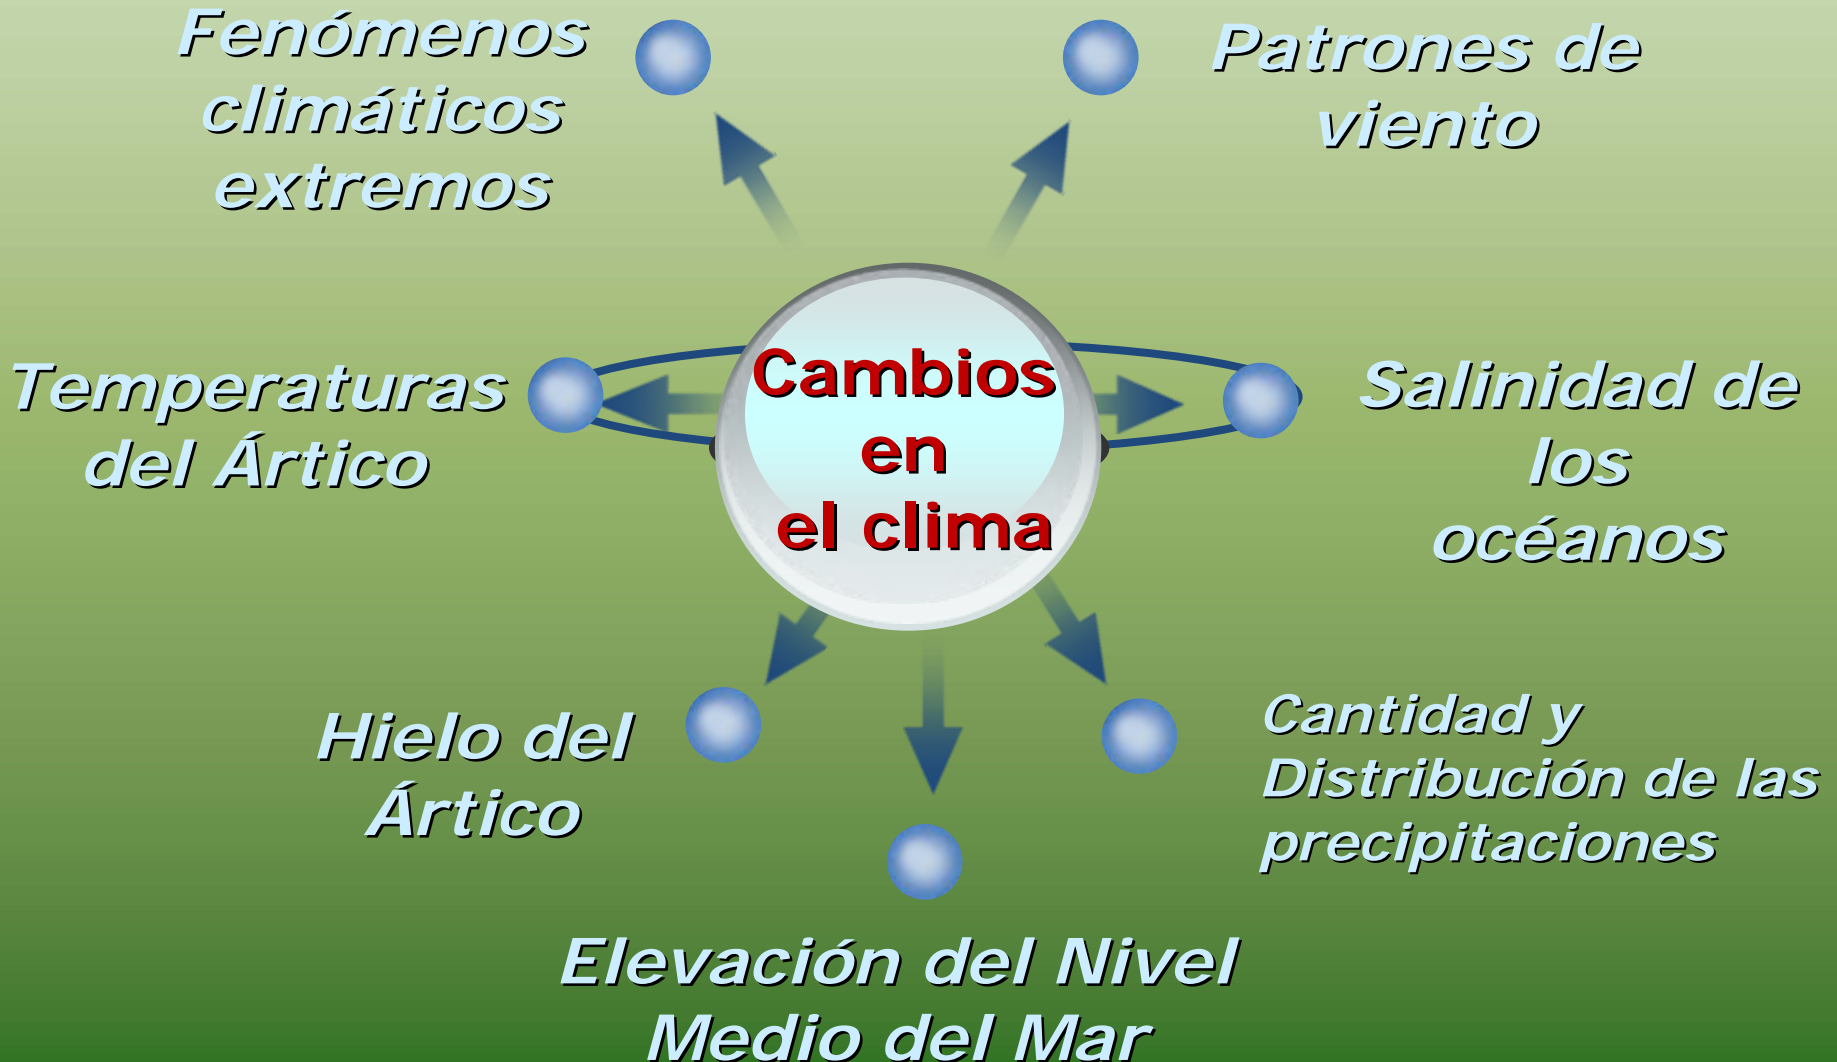 Fenómenos
climáticos
extremos
Patrones de
viento
Temperaturas
del Ártico
Cambios
en
el clima
Salinidad de
los
océanos
Hielo del
Ártico
Cantidad y
Distribución de las
precipitaciones
Elevación del Nivel
Medio del Mar